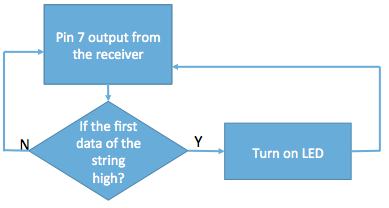 Pin 7 output from
the receiver
If the first
data of the
string
high?
N
Y
Turn on LED